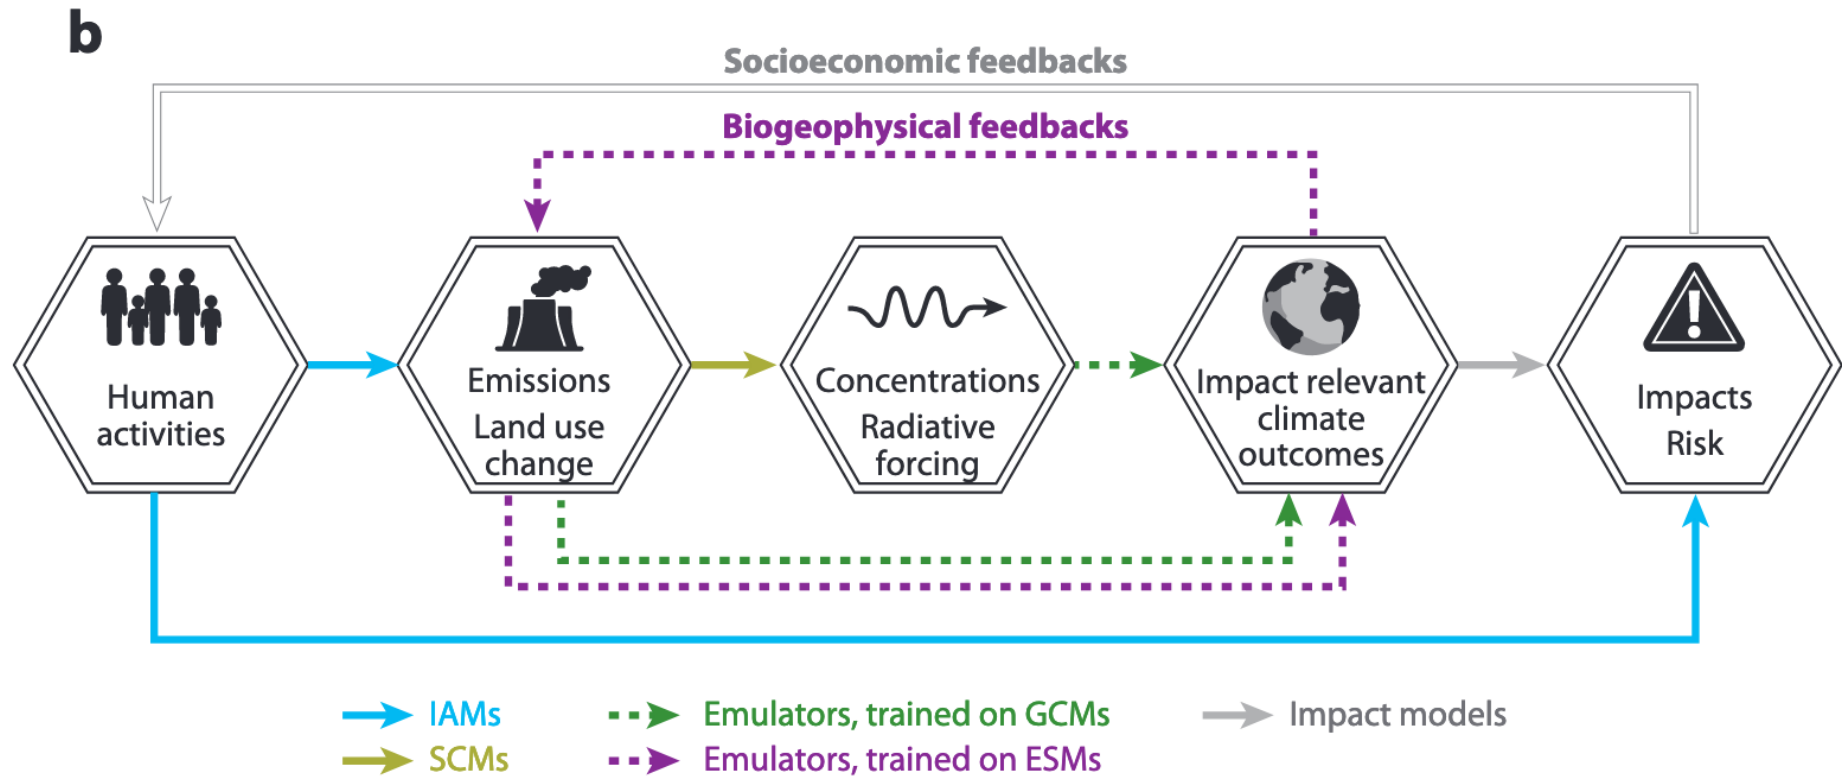 b
Socioeconomic feedbacks
Biogeophysical feedbacks
Human
activities
Emissions
Land use
change
Concentrations
Radiative
forcing
Impact relevant
climate
outcomes
Impacts
Risk
IAMs
SCMs
Emulators, trained on GCMs
Emulators, trained on ESMs
Impact models